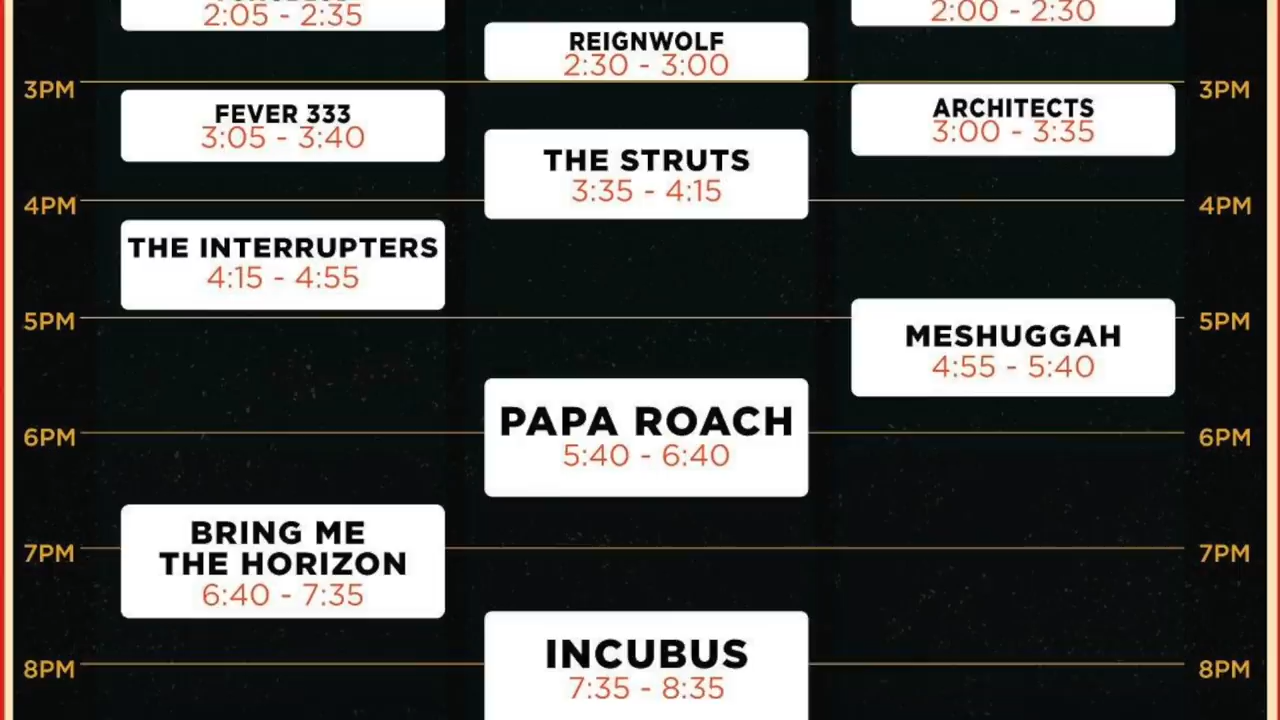 2:05 - 2:35
2:00 - 2:30
REIGNWOLF
2:30 - 3:00
3PM
3PM
FEVER 333
3:05 - 3:40
ARCHITECTS
3:00 - 3:35
THE STRUTS
3:35 - 4:15
4PM
4PM
THE INTERRUPTERS
4:15 - 4:55
5PM
5PM
MESHUGGAH
4:55 - 5:40
PAPA ROACH
5:40 - 6:40
6PM
6PM
BRING ME
THE HORIZON
6:40 - 7:35
7PM
7PM
INCUBUS
7:35 - 8:35
8PM
8PM